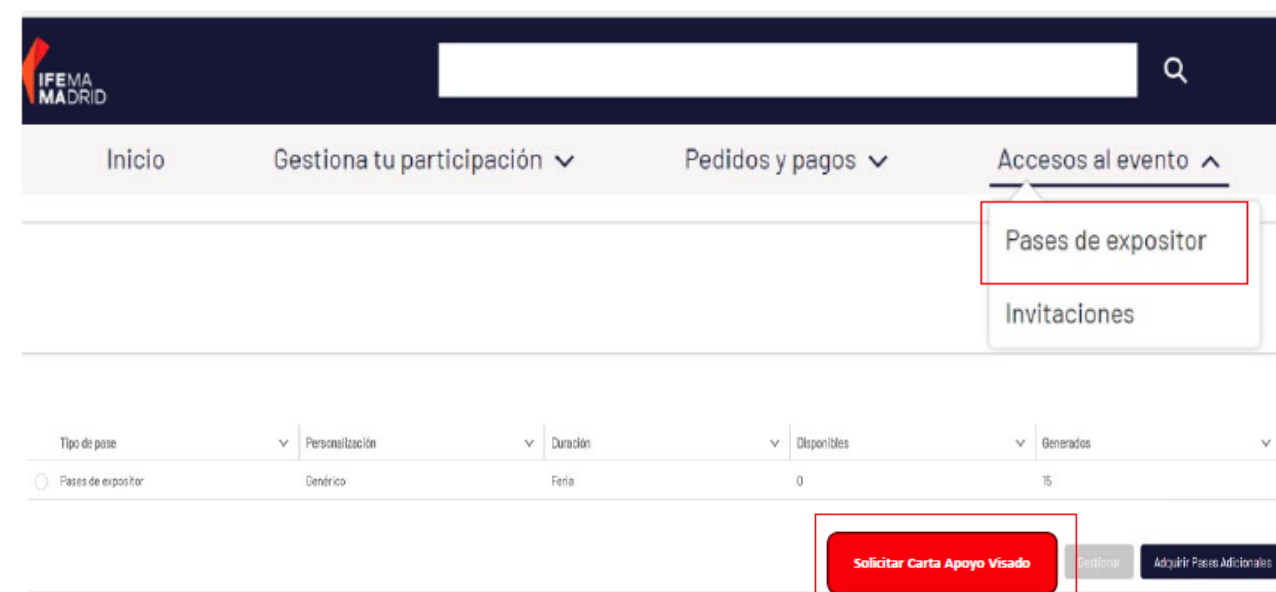 IFEMA
MADRID
Inicio Gestiona tu participación Pedidos y pagos Accesos al evento
Pases de expositor
Invitaciones
Tipo de pase Personalización Duración Disponibles Generados
Pases de expositor Genérico Feria 0 15
Solicitar Carta Apoyo Visado Gestionar Adquirir Pases Adicionales